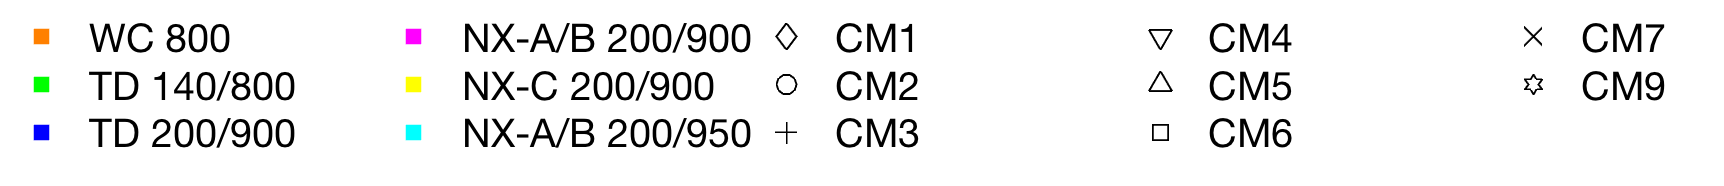 WC 800 NX-A/B 200/900 CM1 CM4 CM7
TD 140/800 NX-C 200/900 CM2 CM5 CM9
TD 200/900 NX-A/B 200/950 CM3 CM6